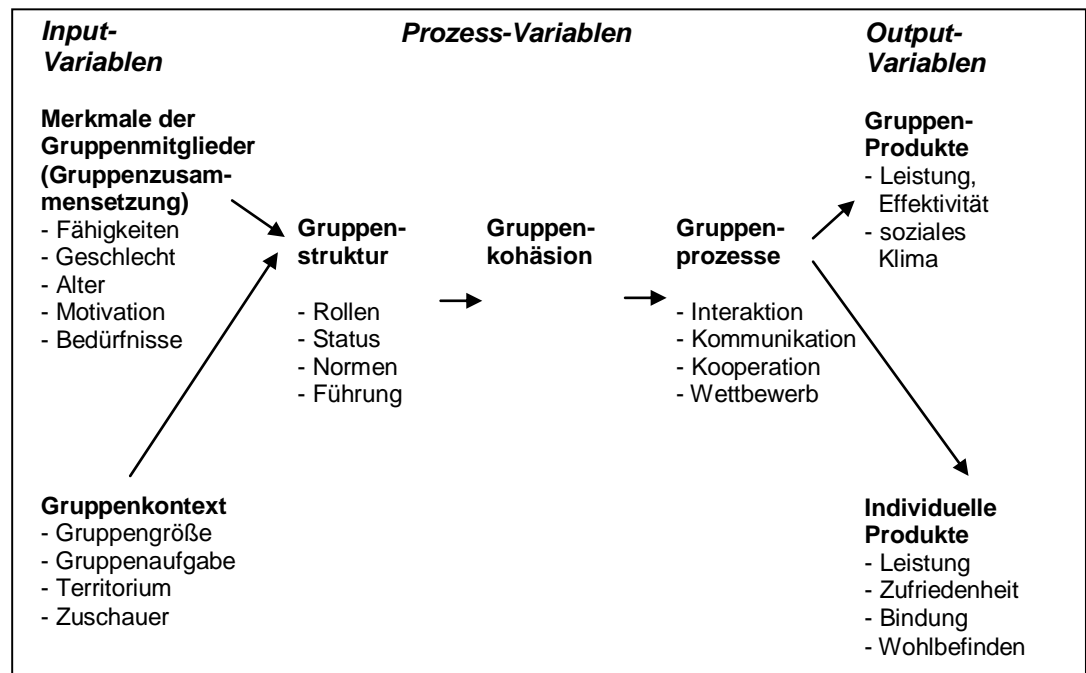 Input-
Variablen
Prozess-Variablen
Output-
Variablen
Merkmale der
Gruppenmitglieder
(Gruppenzusam-
mensetzung)
- Fähigkeiten
- Geschlecht
- Alter
- Motivation
- Bedürfnisse
Gruppenkontext
- Gruppengröße
- Gruppenaufgabe
- Territorium
- Zuschauer
Gruppen-
struktur
- Rollen
- Status
- Normen
- Führung
Gruppen-
kohäsion
Gruppen-
prozesse
- Interaktion
- Kommunikation
- Kooperation
- Wettbewerb
Gruppen-
Produkte
- Leistung,
Effektivität
- soziales
Klima
Individuelle
Produkte
- Leistung
- Zufriedenheit
- Bindung
- Wohlbefinden